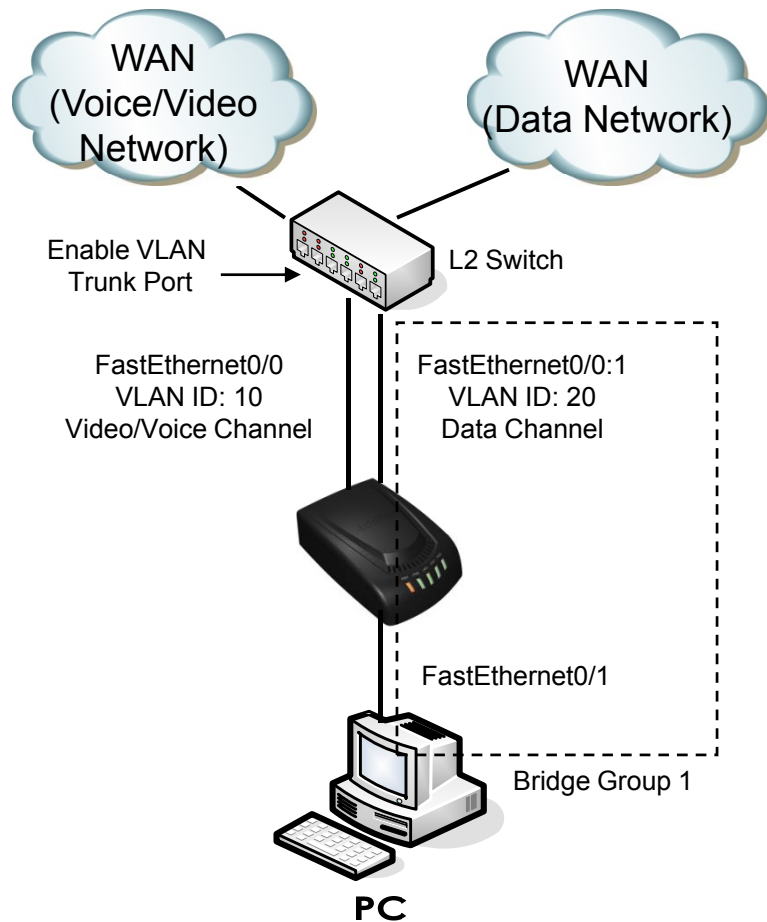 WAN
(Voice/Video
Network)
WAN
(Data Network)
Enable VLAN
Trunk Port
L2 Switch
FastEthernet0/0
VLAN ID: 10
Video/Voice Channel
FastEthernet0/0:1
VLAN ID: 20
Data Channel
FastEthernet0/1
Bridge Group 1
PC